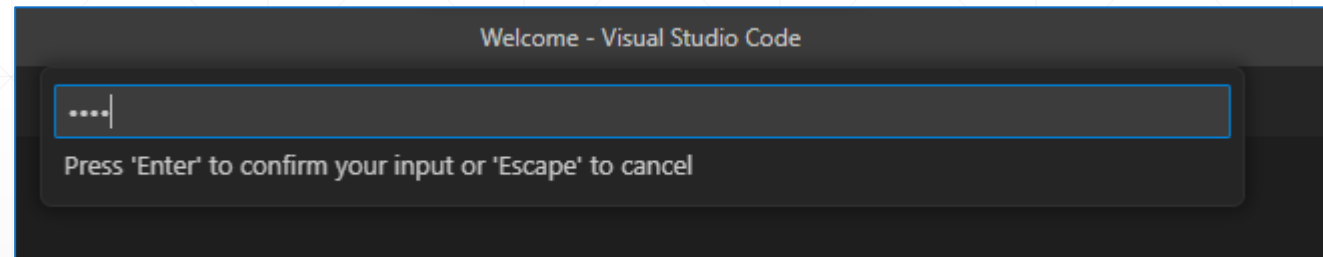 Welcome - Visual Studio Code
••••
Press 'Enter' to confirm your input or 'Escape' to cancel